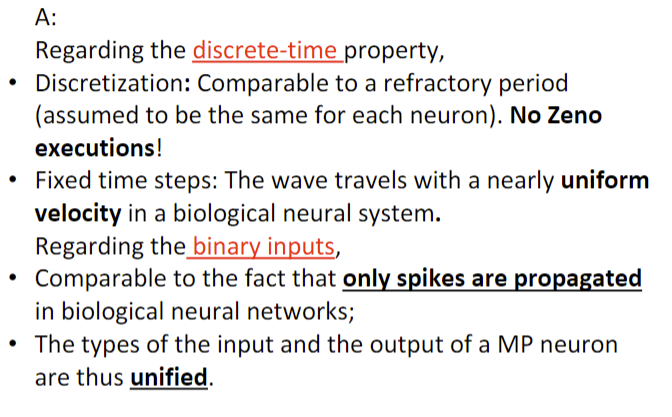 A:
Regarding the discrete-time property,
• Discretization: Comparable to a refractory period
(assumed to be the same for each neuron). No Zeno
executions!
• Fixed time steps: The wave travels with a nearly uniform
velocity in a biological neural system.
Regarding the binary inputs,
• Comparable to the fact that only spikes are propagated
in biological neural networks;
• The types of the input and the output of a MP neuron
are thus unified.